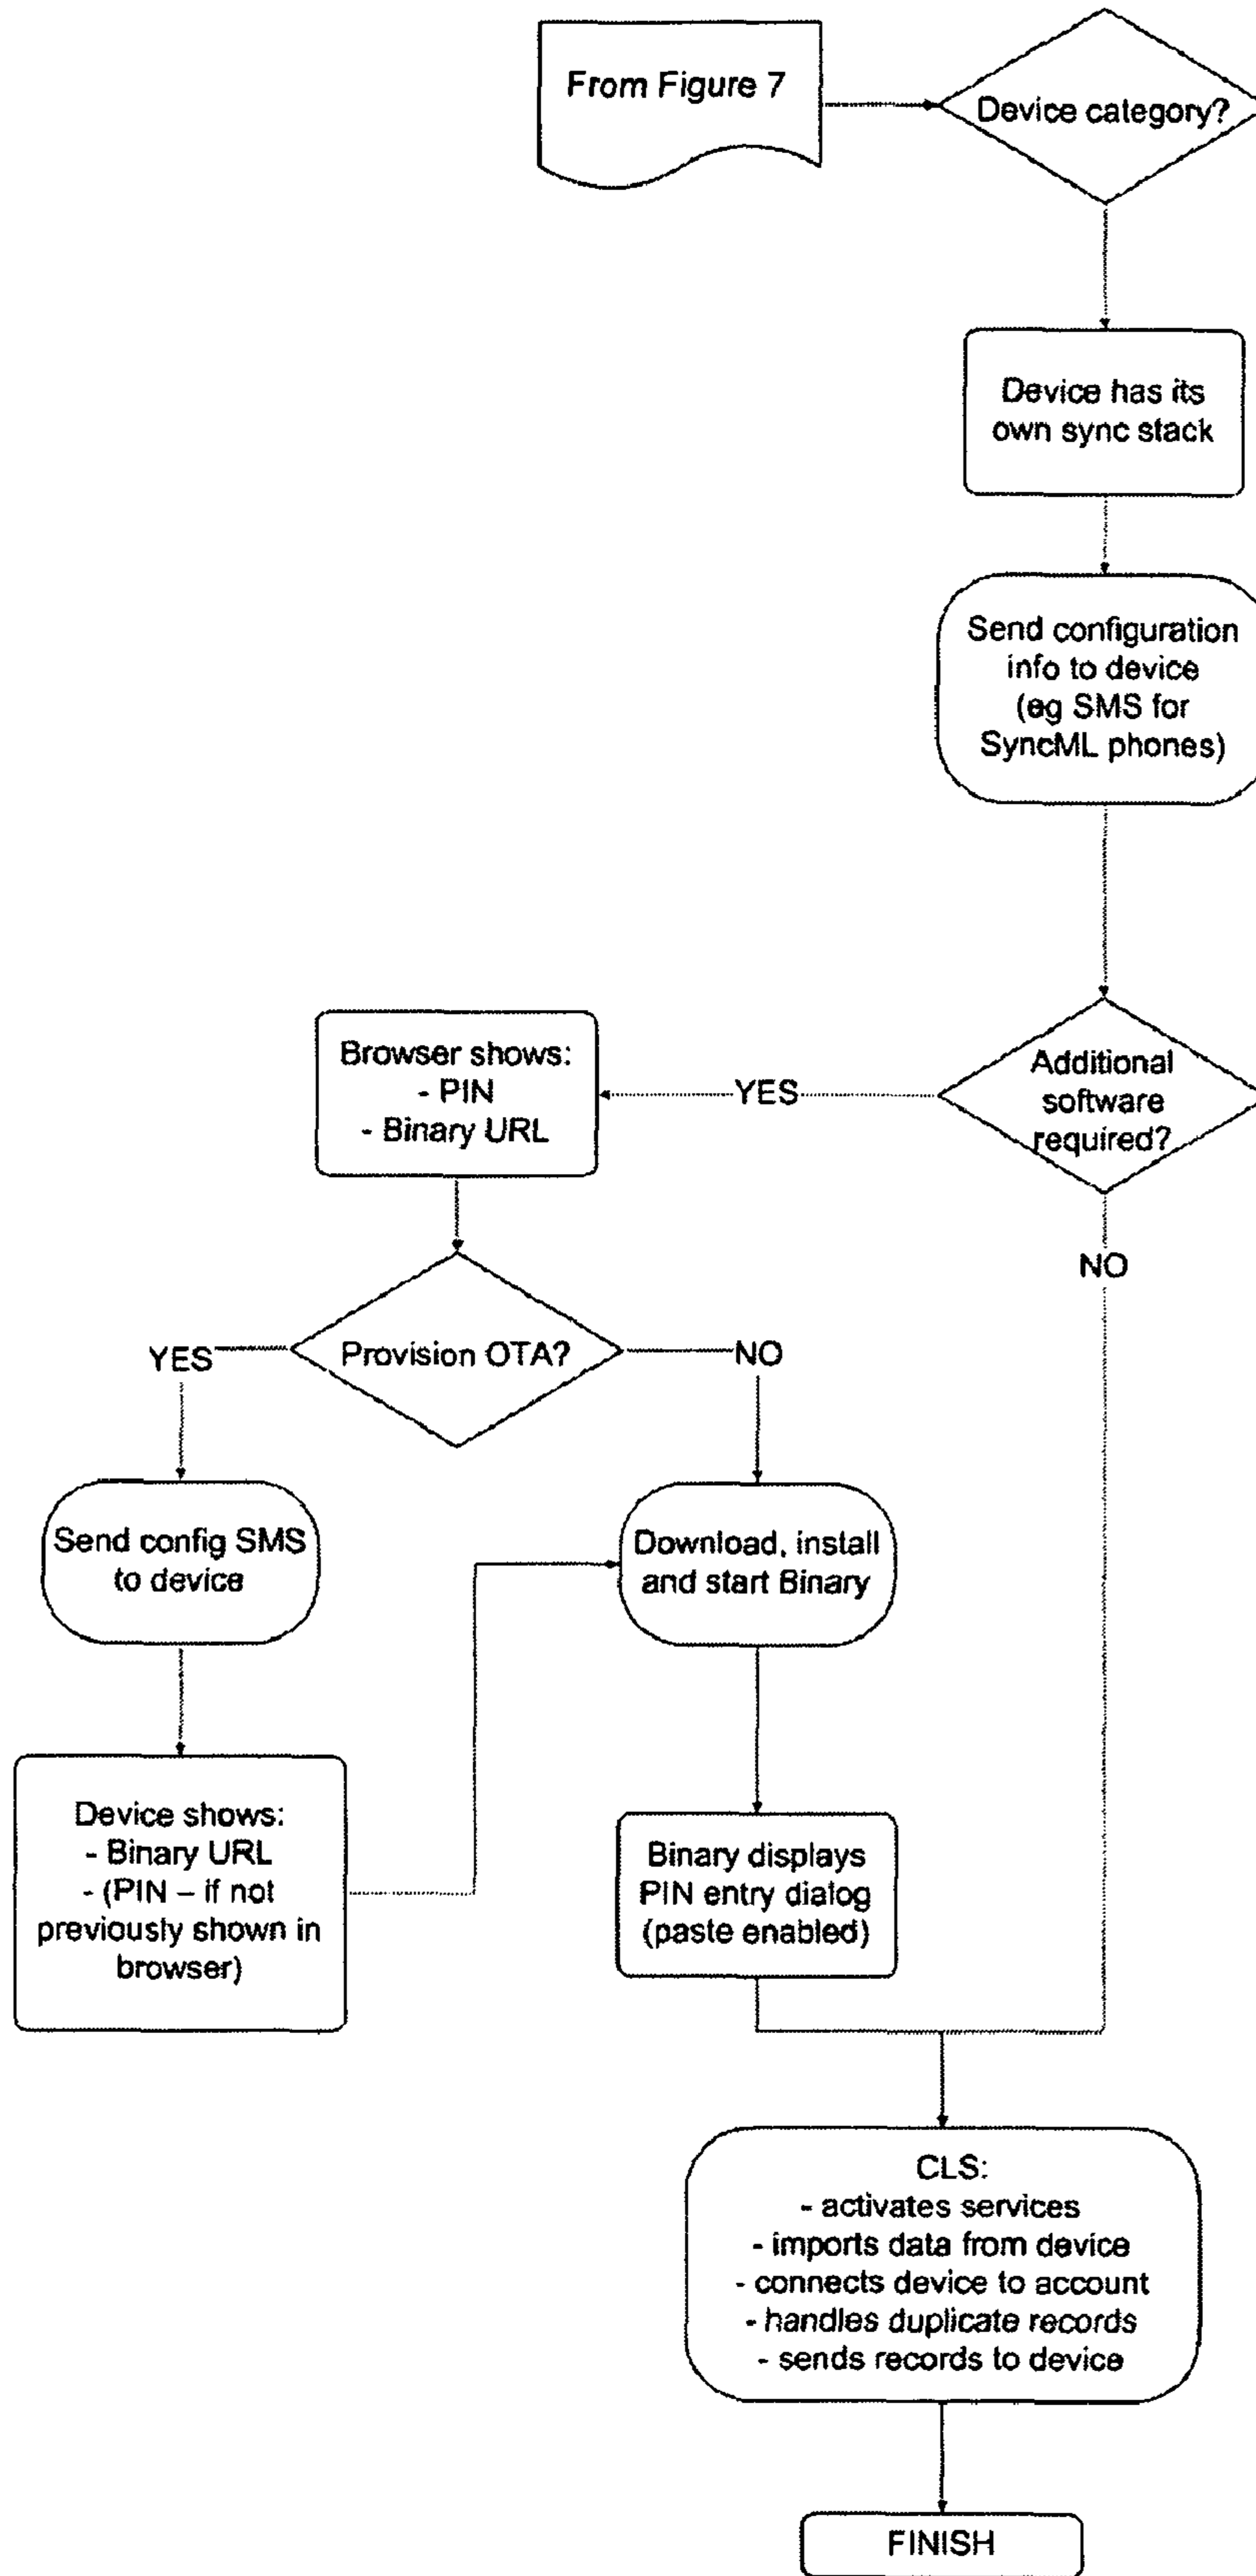 From Figure 7
Device category?
Device has its
own sync stack
Send configuration
info to device
(eg SMS for
SyncML phones)
Additional
software
required?
YES
NO
Browser shows:
- PIN
- Binary URL
Provision OTA?
YES
NO
Send config SMS
to device
Download, install
and start Binary
Device shows:
- Binary URL
- (PIN – if not
previously shown in
browser)
Binary displays
PIN entry dialog
(paste enabled)
CLS:
- activates services
- imports data from device
- connects device to account
- handles duplicate records
- sends records to device
FINISH